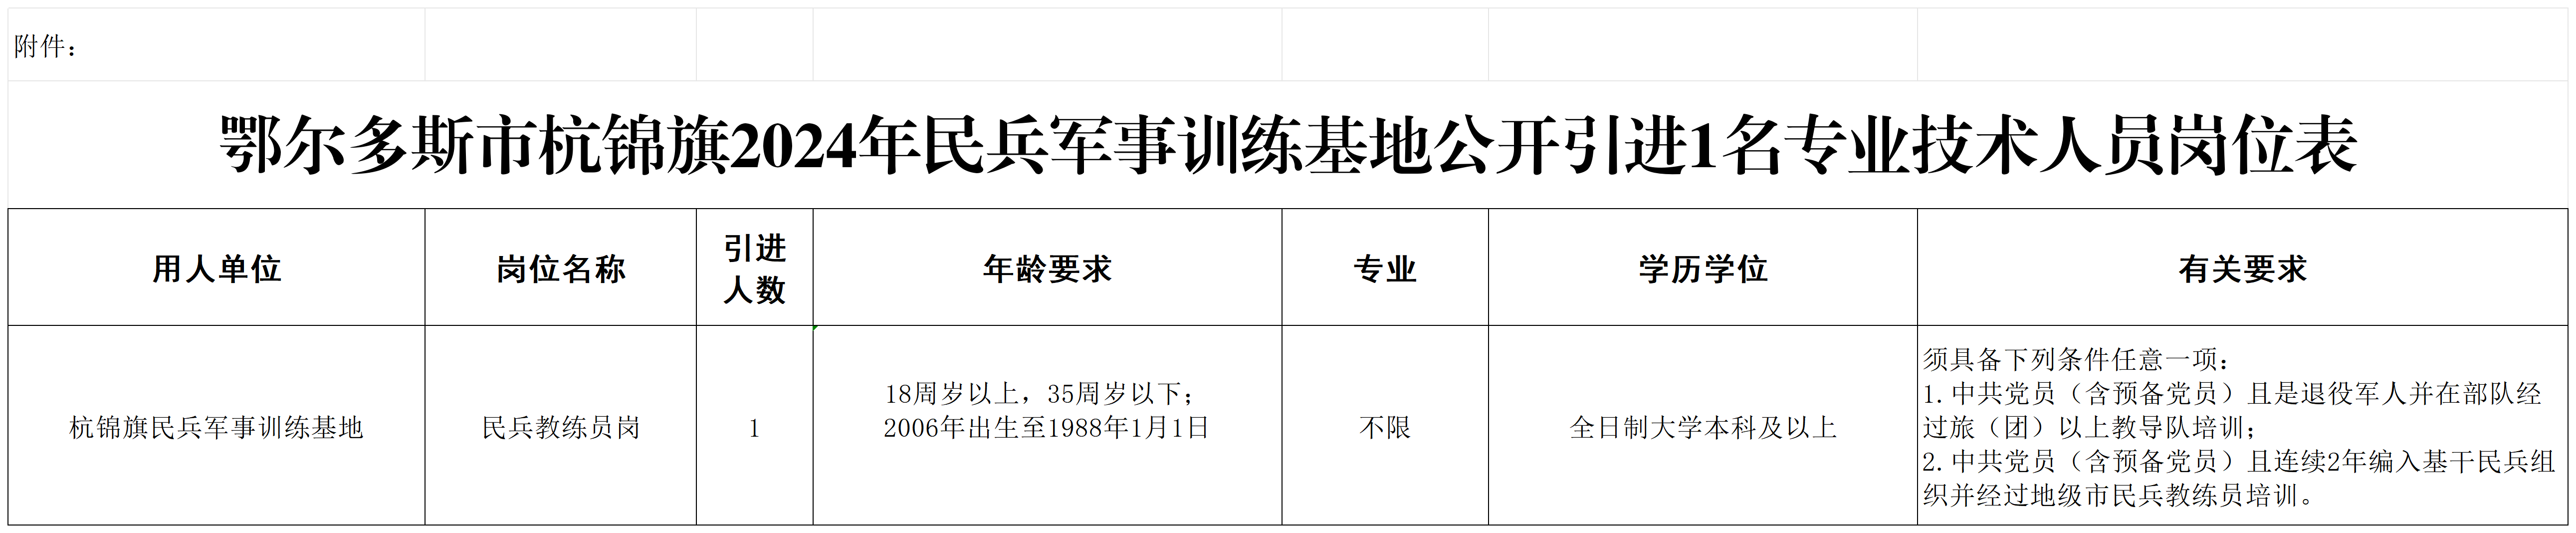 附件：
鄂尔多斯市杭锦旗2024年民兵军事训练基地公开引进1名专业技术人员岗位表
用人单位
岗位名称
引进
人数
年龄要求
专业
学历学位
有关要求
杭锦旗民兵军事训练基地
民兵教练员岗
1
18周岁以上，35周岁以下；
2006年出生至1988年1月1日
不限
全日制大学本科及以上
须具备下列条件任意一项：
1.中共党员（含预备党员）且是退役军人并在部队经
过旅（团）以上教导队培训；
2.中共党员（含预备党员）且连续2年编入基干民兵组
织并经过地级市民兵教练员培训。